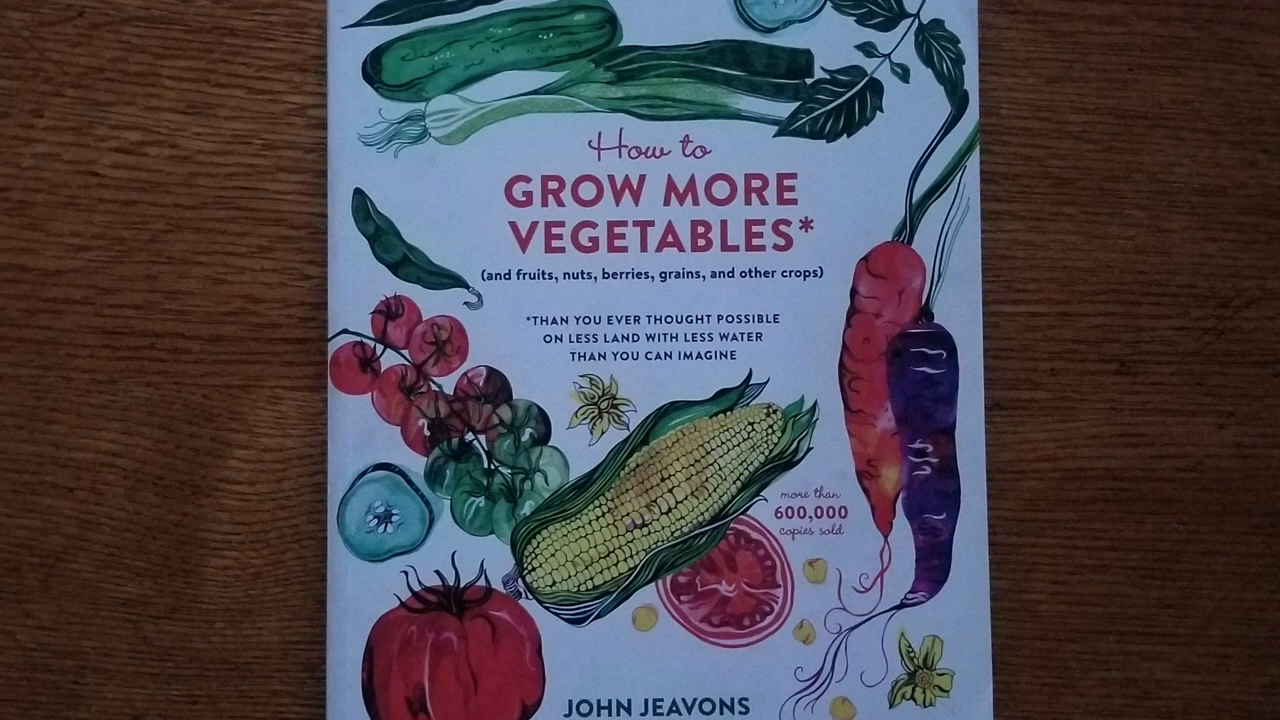 How to
GROW MORE
VEGETABLES*
(and fruits, nuts, berries, grains, and other crops)
*THAN YOU EVER THOUGHT POSSIBLE
ON LESS LAND WITH LESS WATER
THAN YOU CAN IMAGINE
more than
600,000
copies sold
JOHN JEAVONS